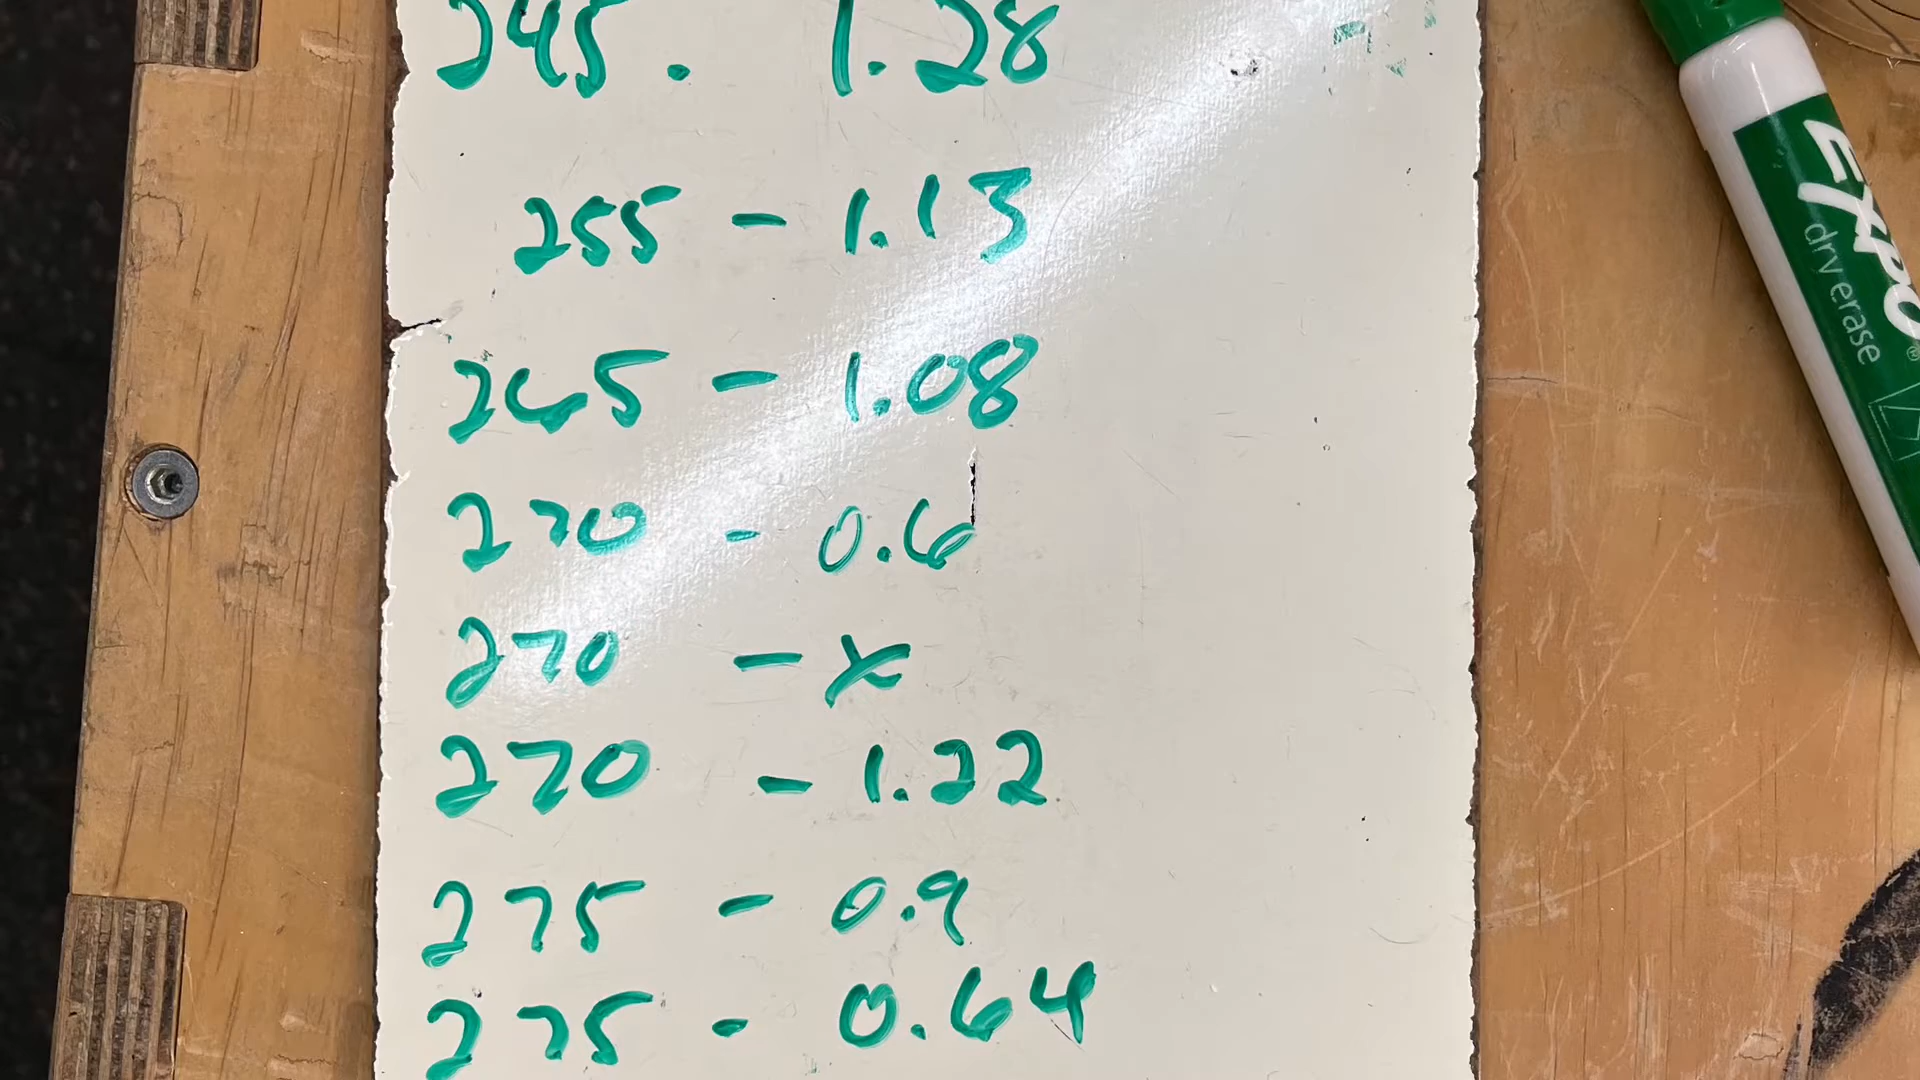 245. 1.28
255 - 1.13
265 - 1.08
270 - 0.6
270 - x
270 - 1.22
275 - 0.9
275 - 0.64
EXPO®
dry erase